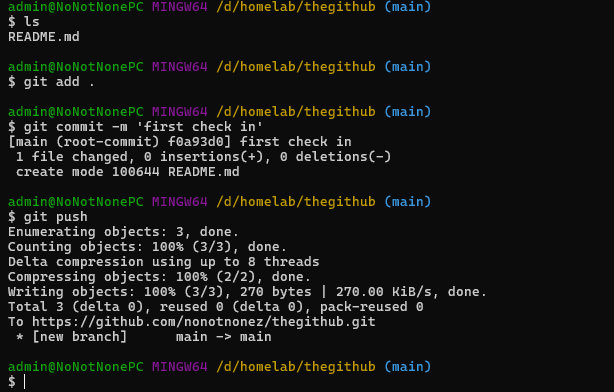 admin@NoNotNonePC MINGW64 /d/homelab/thegithub (main)
$ ls
README.md
admin@NoNotNonePC MINGW64 /d/homelab/thegithub (main)
$ git add .
admin@NoNotNonePC MINGW64 /d/homelab/thegithub (main)
$ git commit -m 'first check in'
[main (root-commit) f0a93d0] first check in
 1 file changed, 0 insertions(+), 0 deletions(-)
 create mode 100644 README.md
admin@NoNotNonePC MINGW64 /d/homelab/thegithub (main)
$ git push
Enumerating objects: 3, done.
Counting objects: 100% (3/3), done.
Delta compression using up to 8 threads
Compressing objects: 100% (2/2), done.
Writing objects: 100% (3/3), 270 bytes | 270.00 KiB/s, done.
Total 3 (delta 0), reused 0 (delta 0), pack-reused 0
To https://github.com/nonotnonez/thegithub.git
 * [new branch]      main -> main
admin@NoNotNonePC MINGW64 /d/homelab/thegithub (main)
$